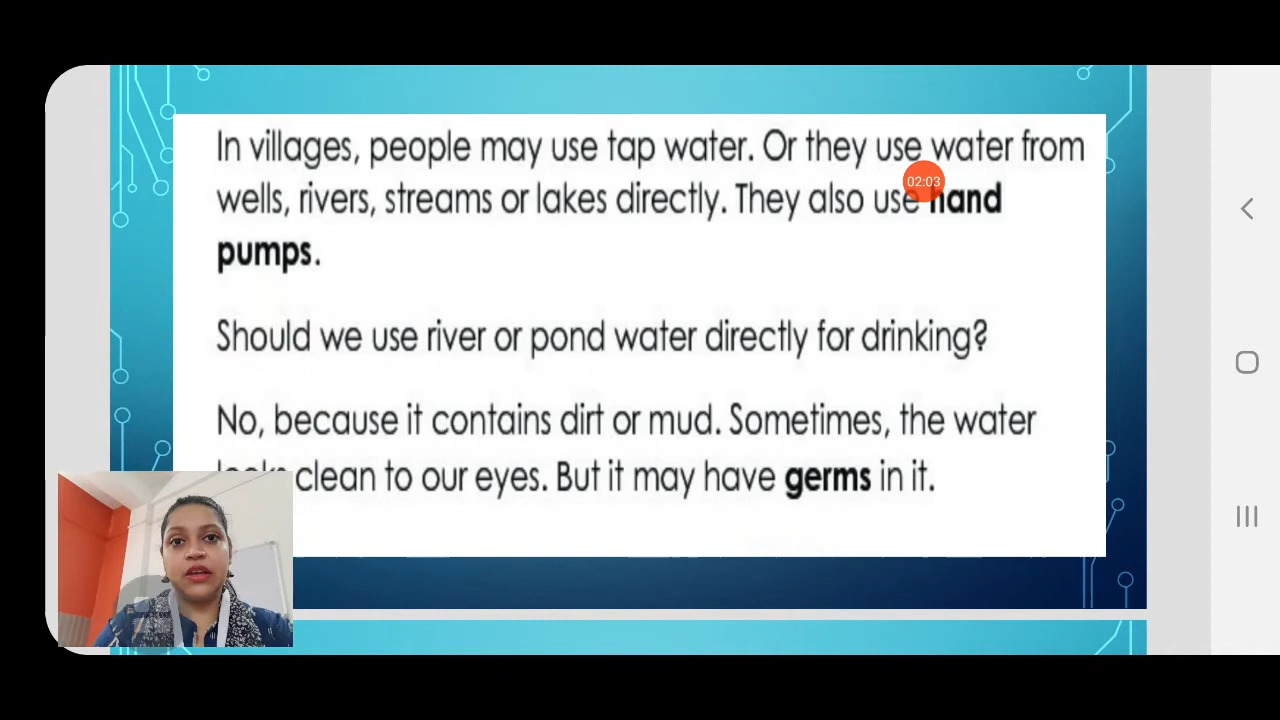 In villages, people may use tap water. Or they use water from
02:03
wells, rivers, streams or lakes directly. They also use hand
pumps.
Should we use river or pond water directly for drinking?
No, because it contains dirt or mud. Sometimes, the water
looks clean to our eyes. But it may have germs in it.